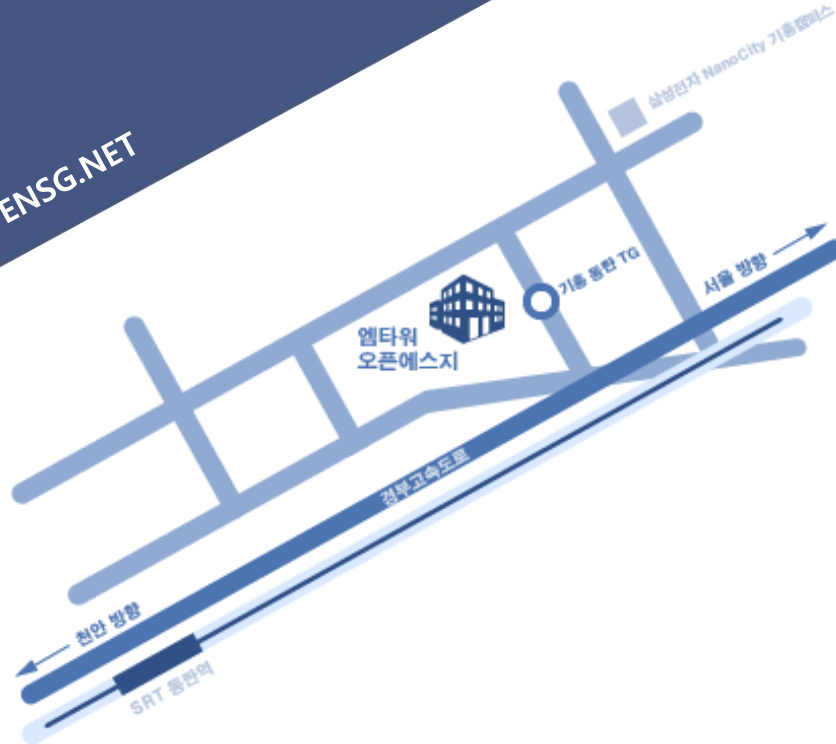 ENSG.NET
삼성전자 NanoCity 기흥캠퍼스
기흥 동탄 TG
서울 방향
엠타워
오픈에스지
경부고속도로
천안 방향
SRT 동탄역